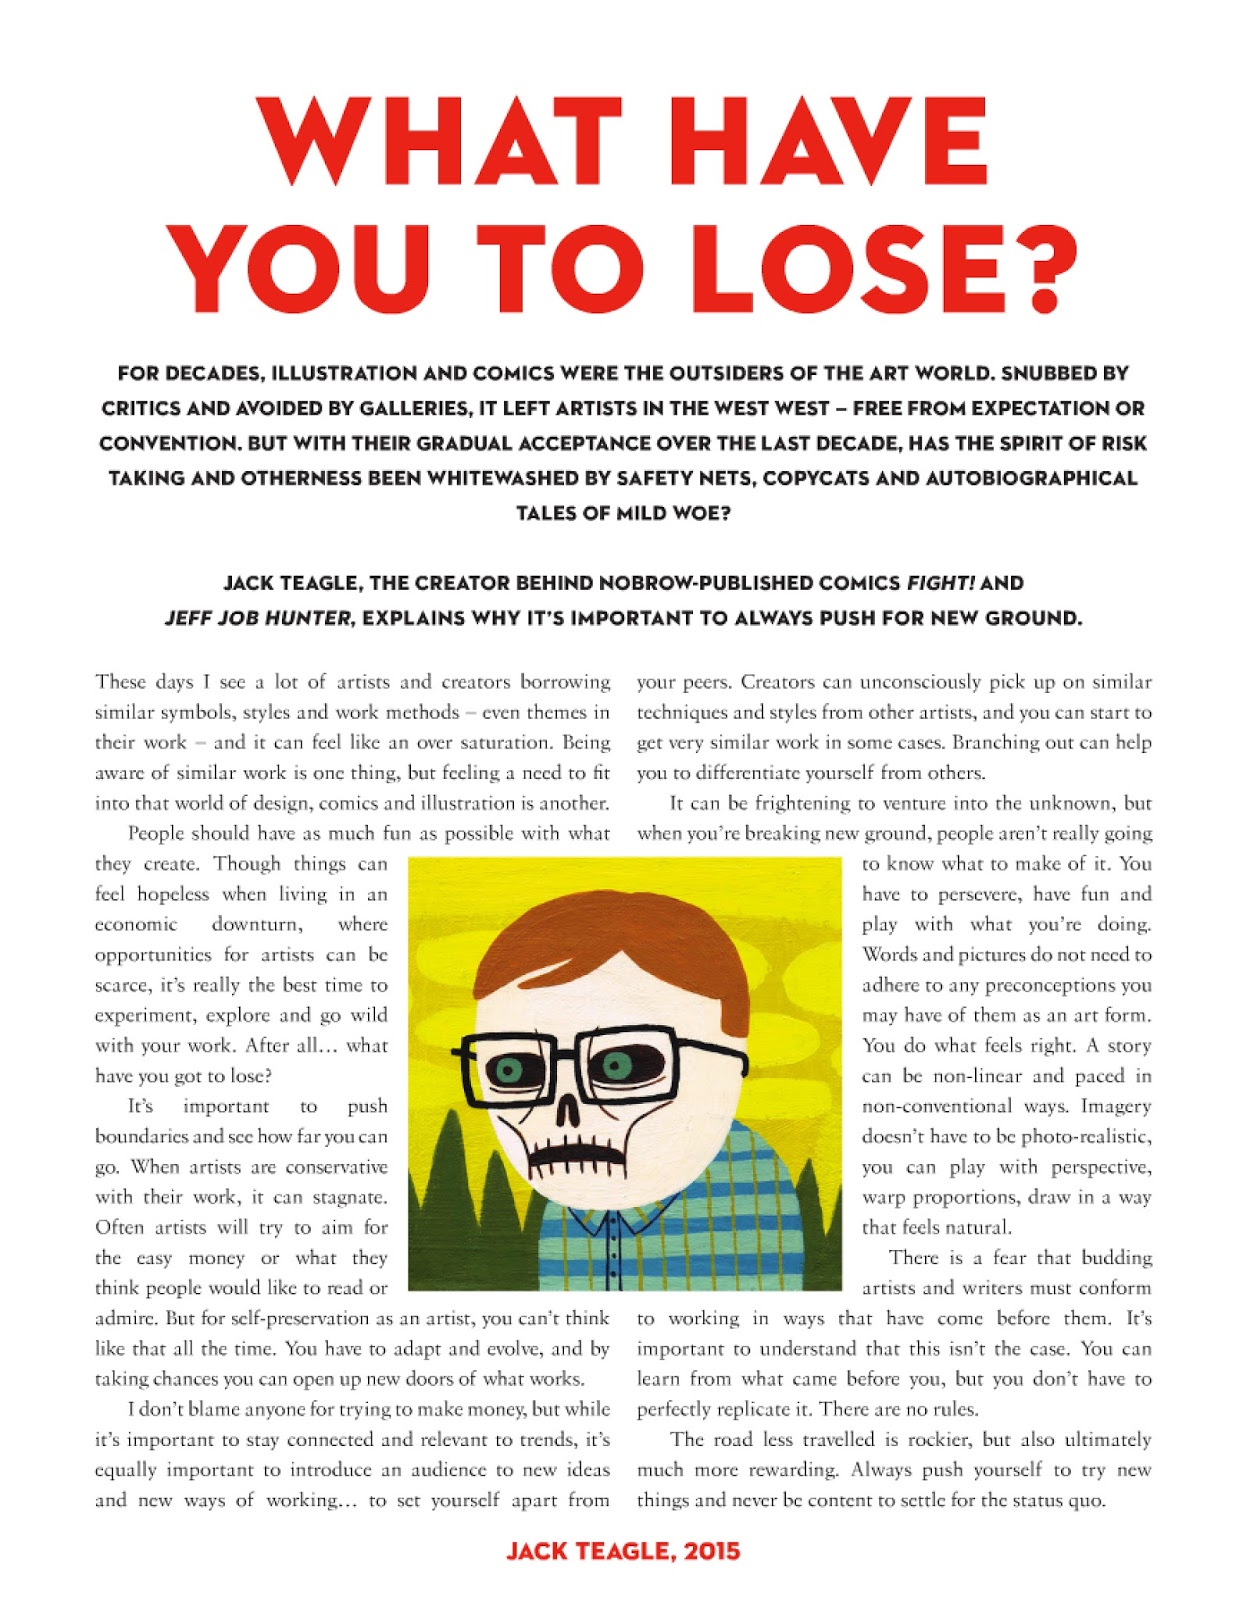 WHAT HAVE
YOU TO LOSE?
FOR DECADES, ILLUSTRATION AND COMICS WERE THE OUTSIDERS OF THE ART WORLD. SNUBBED BY
CRITICS AND AVOIDED BY GALLERIES, IT LEFT ARTISTS IN THE WEST WEST – FREE FROM EXPECTATION OR
CONVENTION. BUT WITH THEIR GRADUAL ACCEPTANCE OVER THE LAST DECADE, HAS THE SPIRIT OF RISK
TAKING AND OTHERNESS BEEN WHITEWASHED BY SAFETY NETS, COPYCATS AND AUTOBIOGRAPHICAL
TALES OF MILD WOE?
JACK TEAGLE, THE CREATOR BEHIND NOBROW-PUBLISHED COMICS FIGHT! AND
JEFF JOB HUNTER, EXPLAINS WHY IT'S IMPORTANT TO ALWAYS PUSH FOR NEW GROUND.
These days I see a lot of artists and creators borrowing
similar symbols, styles and work methods – even themes in
their work – and it can feel like an over saturation. Being
aware of similar work is one thing, but feeling a need to fit
into that world of design, comics and illustration is another.
People should have as much fun as possible with what
they create. Though things can
feel hopeless when living in an
economic downturn, where
opportunities for artists can be
scarce, it's really the best time to
experiment, explore and go wild
with your work. After all… what
have you got to lose?
It's important to push
boundaries and see how far you can
go. When artists are conservative
with their work, it can stagnate.
Often artists will try to aim for
the easy money or what they
think people would like to read or
admire. But for self-preservation as an artist, you can't think
like that all the time. You have to adapt and evolve, and by
taking chances you can open up new doors of what works.
I don't blame anyone for trying to make money, but while
it's important to stay connected and relevant to trends, it's
equally important to introduce an audience to new ideas
and new ways of working… to set yourself apart from
your peers. Creators can unconsciously pick up on similar
techniques and styles from other artists, and you can start to
get very similar work in some cases. Branching out can help
you to differentiate yourself from others.
It can be frightening to venture into the unknown, but
when you're breaking new ground, people aren't really going
to know what to make of it. You
have to persevere, have fun and
play with what you're doing.
Words and pictures do not need to
adhere to any preconceptions you
may have of them as an art form.
You do what feels right. A story
can be non-linear and paced in
non-conventional ways. Imagery
doesn't have to be photo-realistic,
you can play with perspective,
warp proportions, draw in a way
that feels natural.
There is a fear that budding
artists and writers must conform
to working in ways that have come before them. It's
important to understand that this isn't the case. You can
learn from what came before you, but you don't have to
perfectly replicate it. There are no rules.
The road less travelled is rockier, but also ultimately
much more rewarding. Always push yourself to try new
things and never be content to settle for the status quo.
JACK TEAGLE, 2015